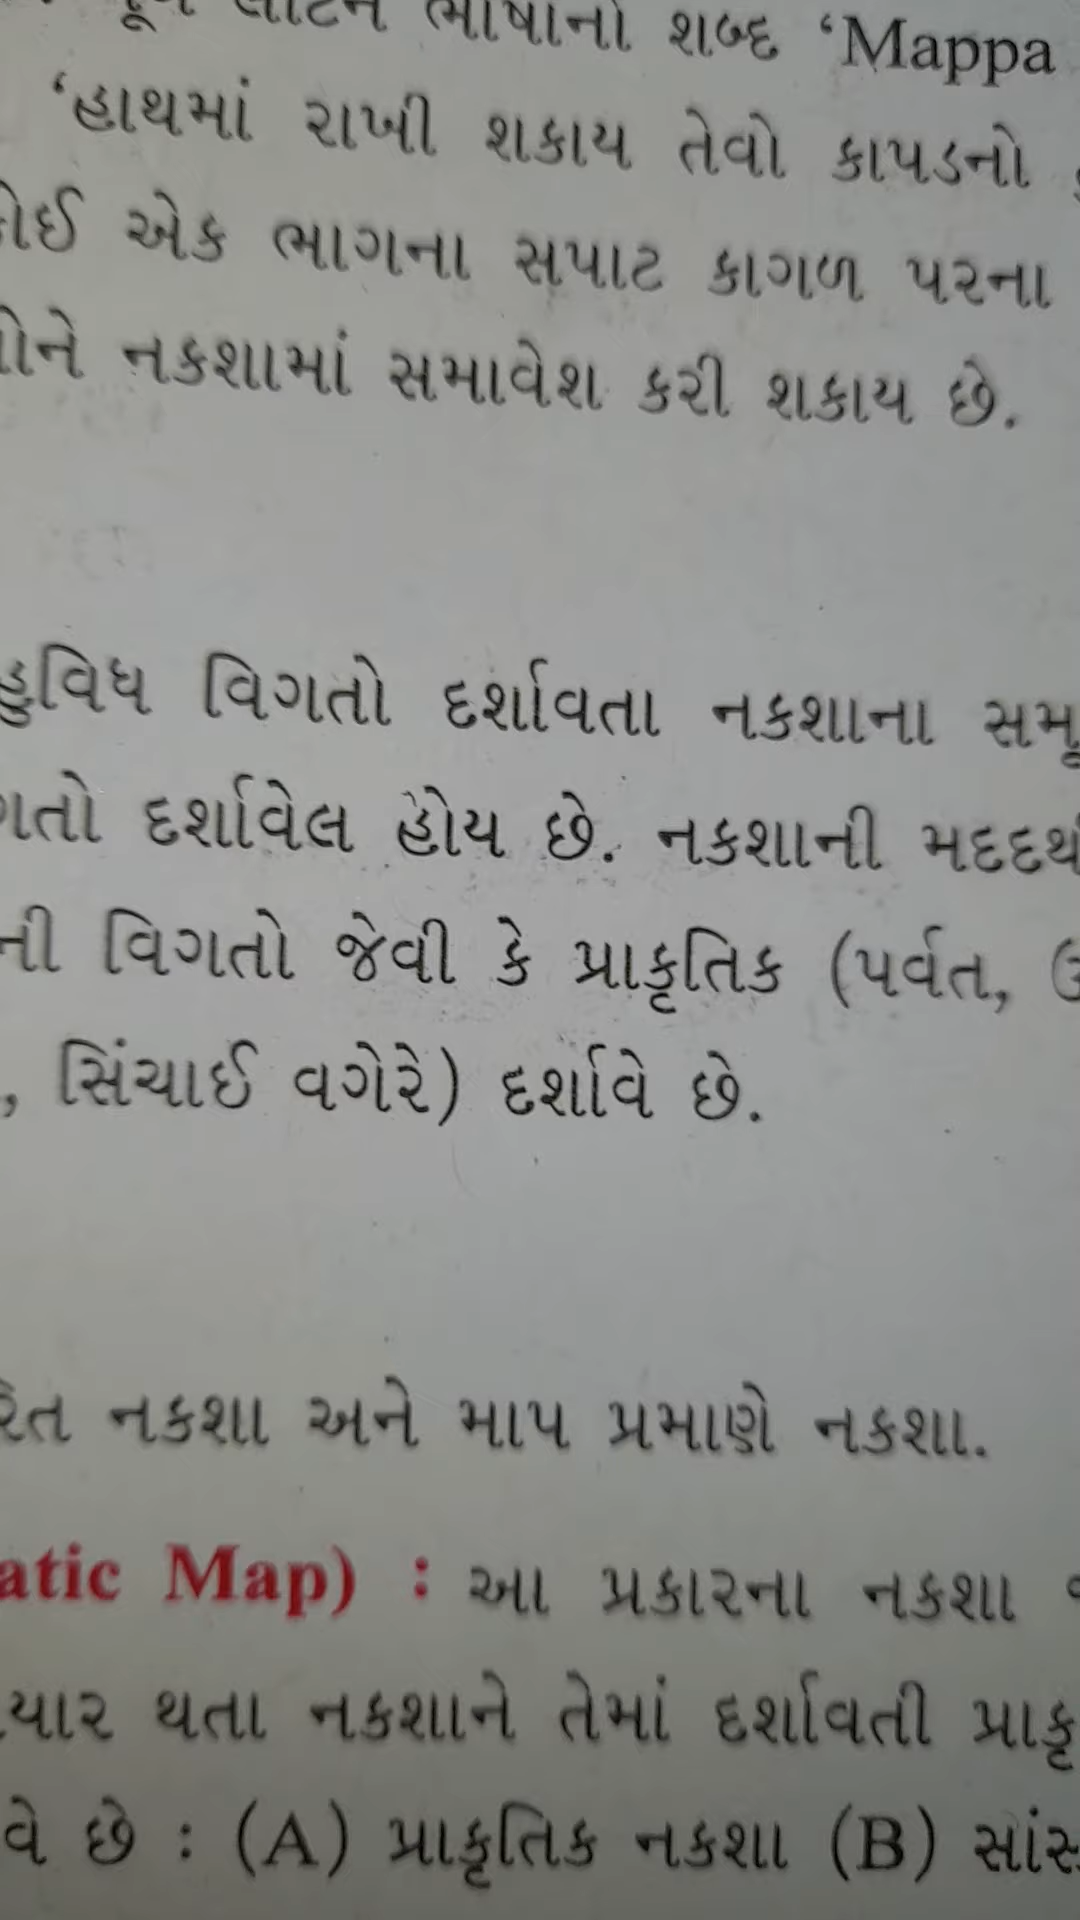 લેટિન ભાષાનો શબ્દ ‘Mappa
‘હાથમાં રાખી શકાય તેવો કાપડનો
એક ભાગના સપાટ કાગળ પરના
નકશામાં સમાવેશ કરી શકાય છે.
વિગતો દર્શાવતા નકશાના
દર્શાવેલ હોય છે. નકશાની
વિગતો જેવી કે પ્રાકૃતિક (પર્વત,
, સિંચાઈ વગેરે) દર્શાવે છે.
નકશા અને માપ પ્રમાણે નકશા.
atic Map) : આ પ્રકારના નકશા
થતા નકશાને તેમાં દર્શાવતી
છે : (A) પ્રાકૃતિક નકશા (B)